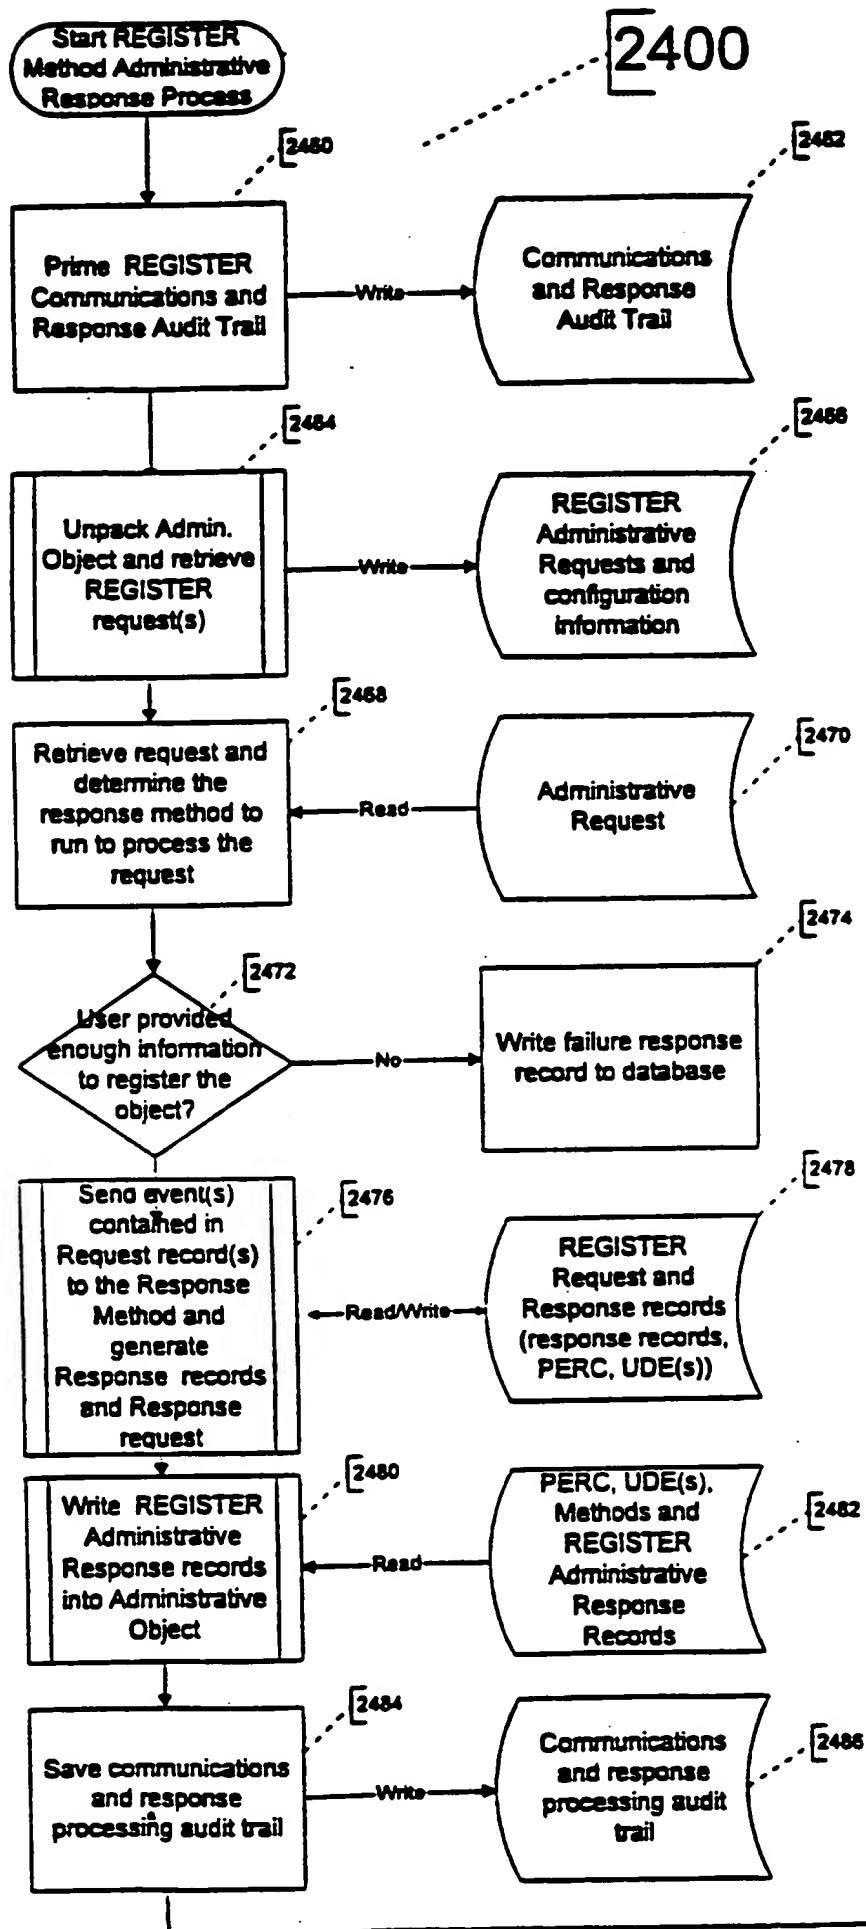 Start REGISTER
Method Administrative
Response Process
2400
2460
2462
Prime REGISTER
Communications and
Response Audit Trail
Write
Communications
and Response
Audit Trail
2464
2466
Unpack Admin.
Object and retrieve
REGISTER
request(s)
Write
REGISTER
Administrative
Requests and
configuration
information
2468
2470
Retrieve request and
determine the
response method to
run to process the
request
Read
Administrative
Request
2472
2474
User provided
enough information
to register the
object?
No
Write failure response
record to database
2476
2478
Send event(s)
contained in
Request record(s)
to the Response
Method and
generate
Response records
and Response
request
Read/Write
REGISTER
Request and
Response records
(response records,
PERC, UDE(s))
2480
2482
Write REGISTER
Administrative
Response records
into Administrative
Object
Read
PERC, UDE(s),
Methods and
REGISTER
Administrative
Response
Records
2484
2486
Save communications
and response
processing audit trail
Write
Communications
and response
processing audit
trail